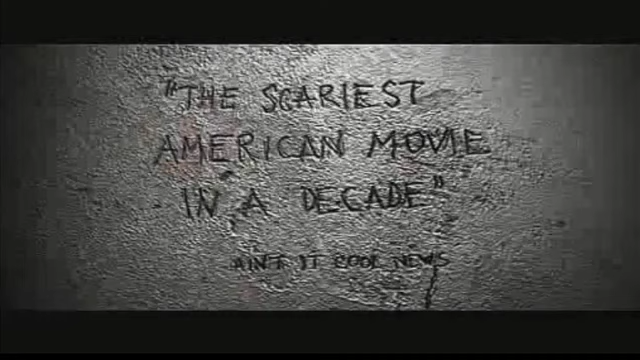 "THE SCARIEST
AMERICAN MOVIE
IN A DECADE"
AIN'T IT COOL NEWS